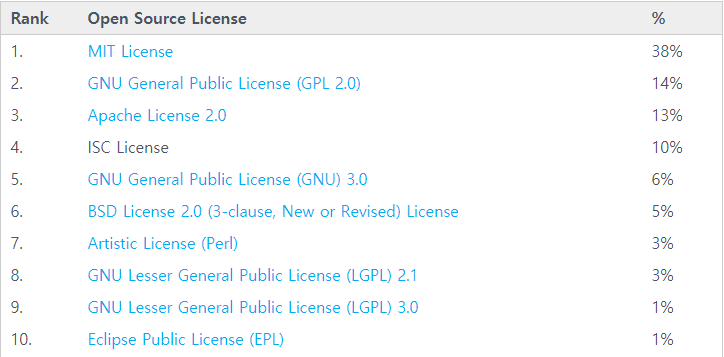 Rank Open Source License %
1. MIT License 38%
2. GNU General Public License (GPL 2.0) 14%
3. Apache License 2.0 13%
4. ISC License 10%
5. GNU General Public License (GNU) 3.0 6%
6. BSD License 2.0 (3-clause, New or Revised) License 5%
7. Artistic License (Perl) 3%
8. GNU Lesser General Public License (LGPL) 2.1 3%
9. GNU Lesser General Public License (LGPL) 3.0 1%
10. Eclipse Public License (EPL) 1%